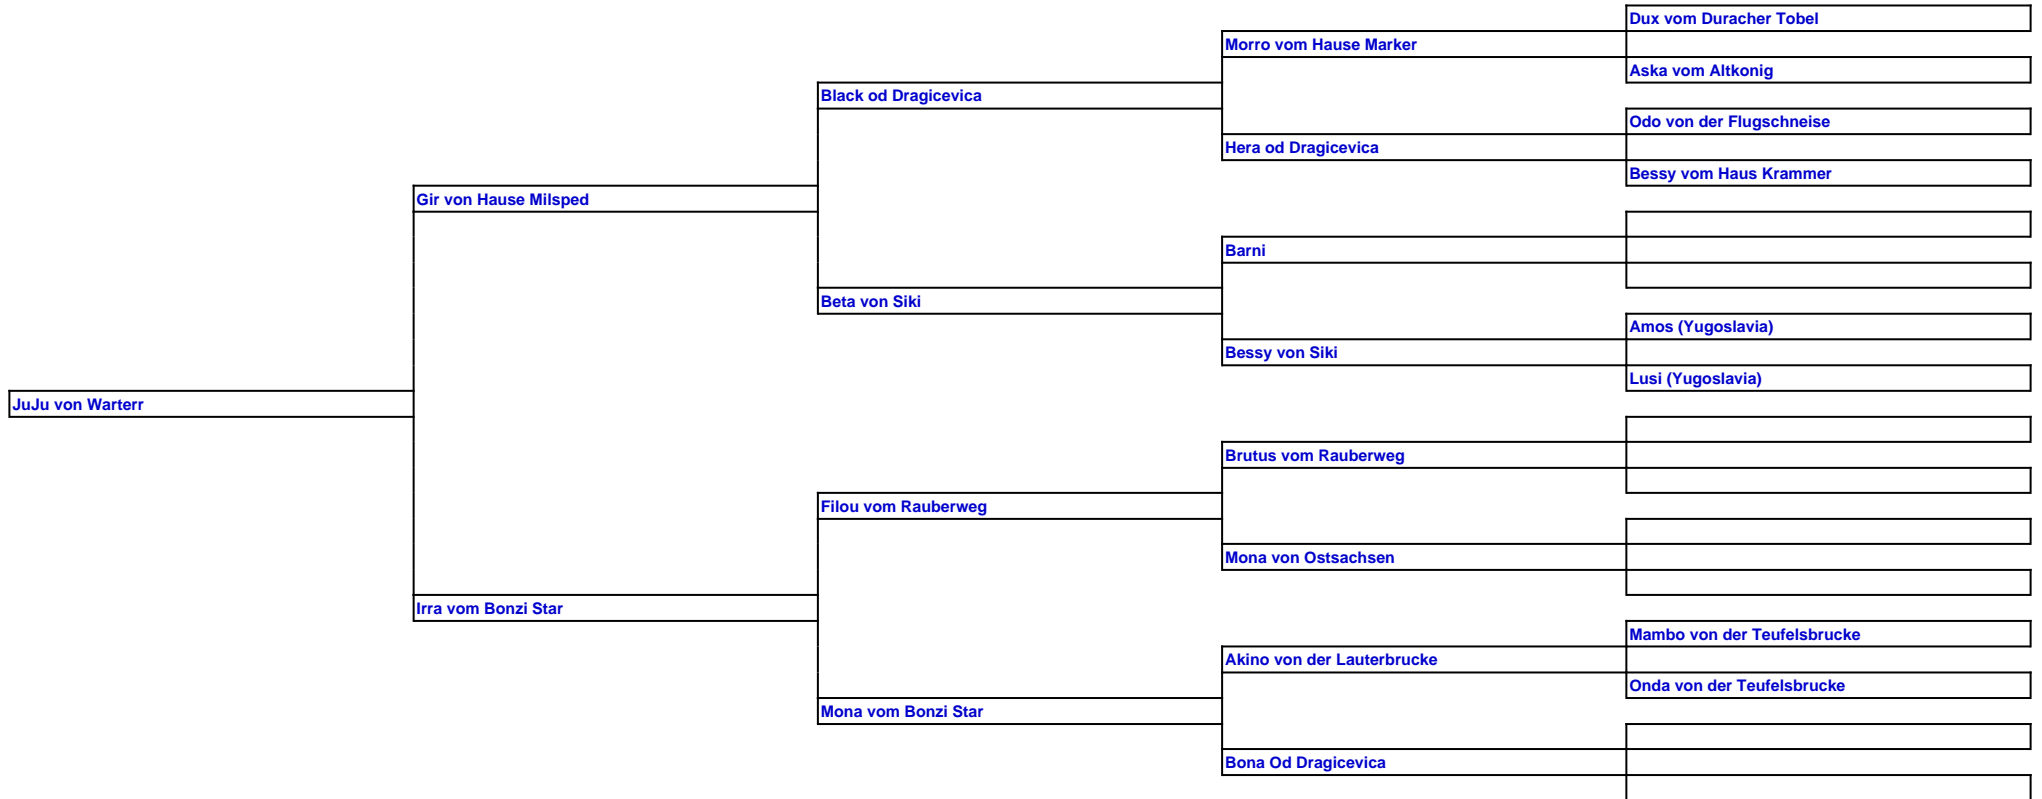 Dux vom Duracher Tobel
Morro vom Hause Marker
Aska vom Altkonig
Black od Dragicevica
Odo von der Flugschneise
Hera od Dragicevica
Bessy vom Haus Krammer
Gir von Hause Milsped
Barni
Beta von Siki
Amos (Yugoslavia)
Bessy von Siki
Lusi (Yugoslavia)
JuJu von Warterr
Brutus vom Rauberweg
Filou vom Rauberweg
Mona von Ostsachsen
Irra vom Bonzi Star
Mambo von der Teufelsbrucke
Akino von der Lauterbrucke
Onda von der Teufelsbrucke
Mona vom Bonzi Star
Bona Od Dragicevica